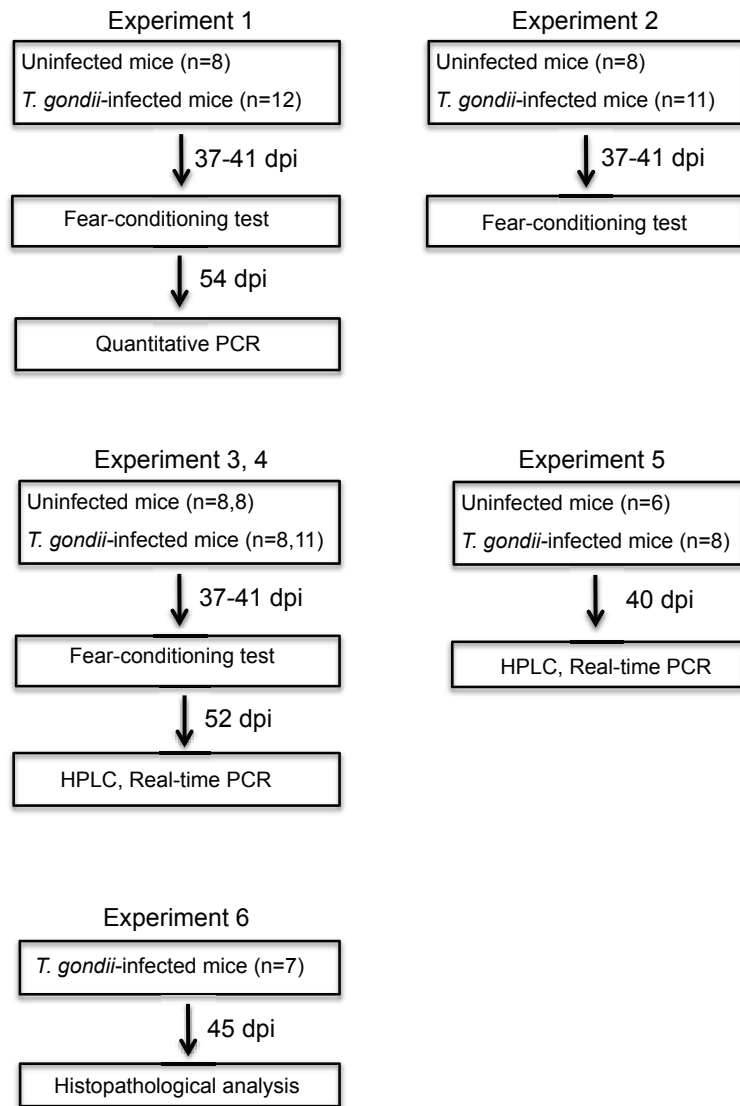 Experiment 1
Uninfected mice (n=8)
T. gondii-infected mice (n=12)
37-41 dpi
Fear-conditioning test
54 dpi
Quantitative PCR
Experiment 2
Uninfected mice (n=8)
T. gondii-infected mice (n=11)
37-41 dpi
Fear-conditioning test
Experiment 3, 4
Uninfected mice (n=8,8)
T. gondii-infected mice (n=8,11)
37-41 dpi
Fear-conditioning test
52 dpi
HPLC, Real-time PCR
Experiment 5
Uninfected mice (n=6)
T. gondii-infected mice (n=8)
40 dpi
HPLC, Real-time PCR
Experiment 6
T. gondii-infected mice (n=7)
45 dpi
Histopathological analysis